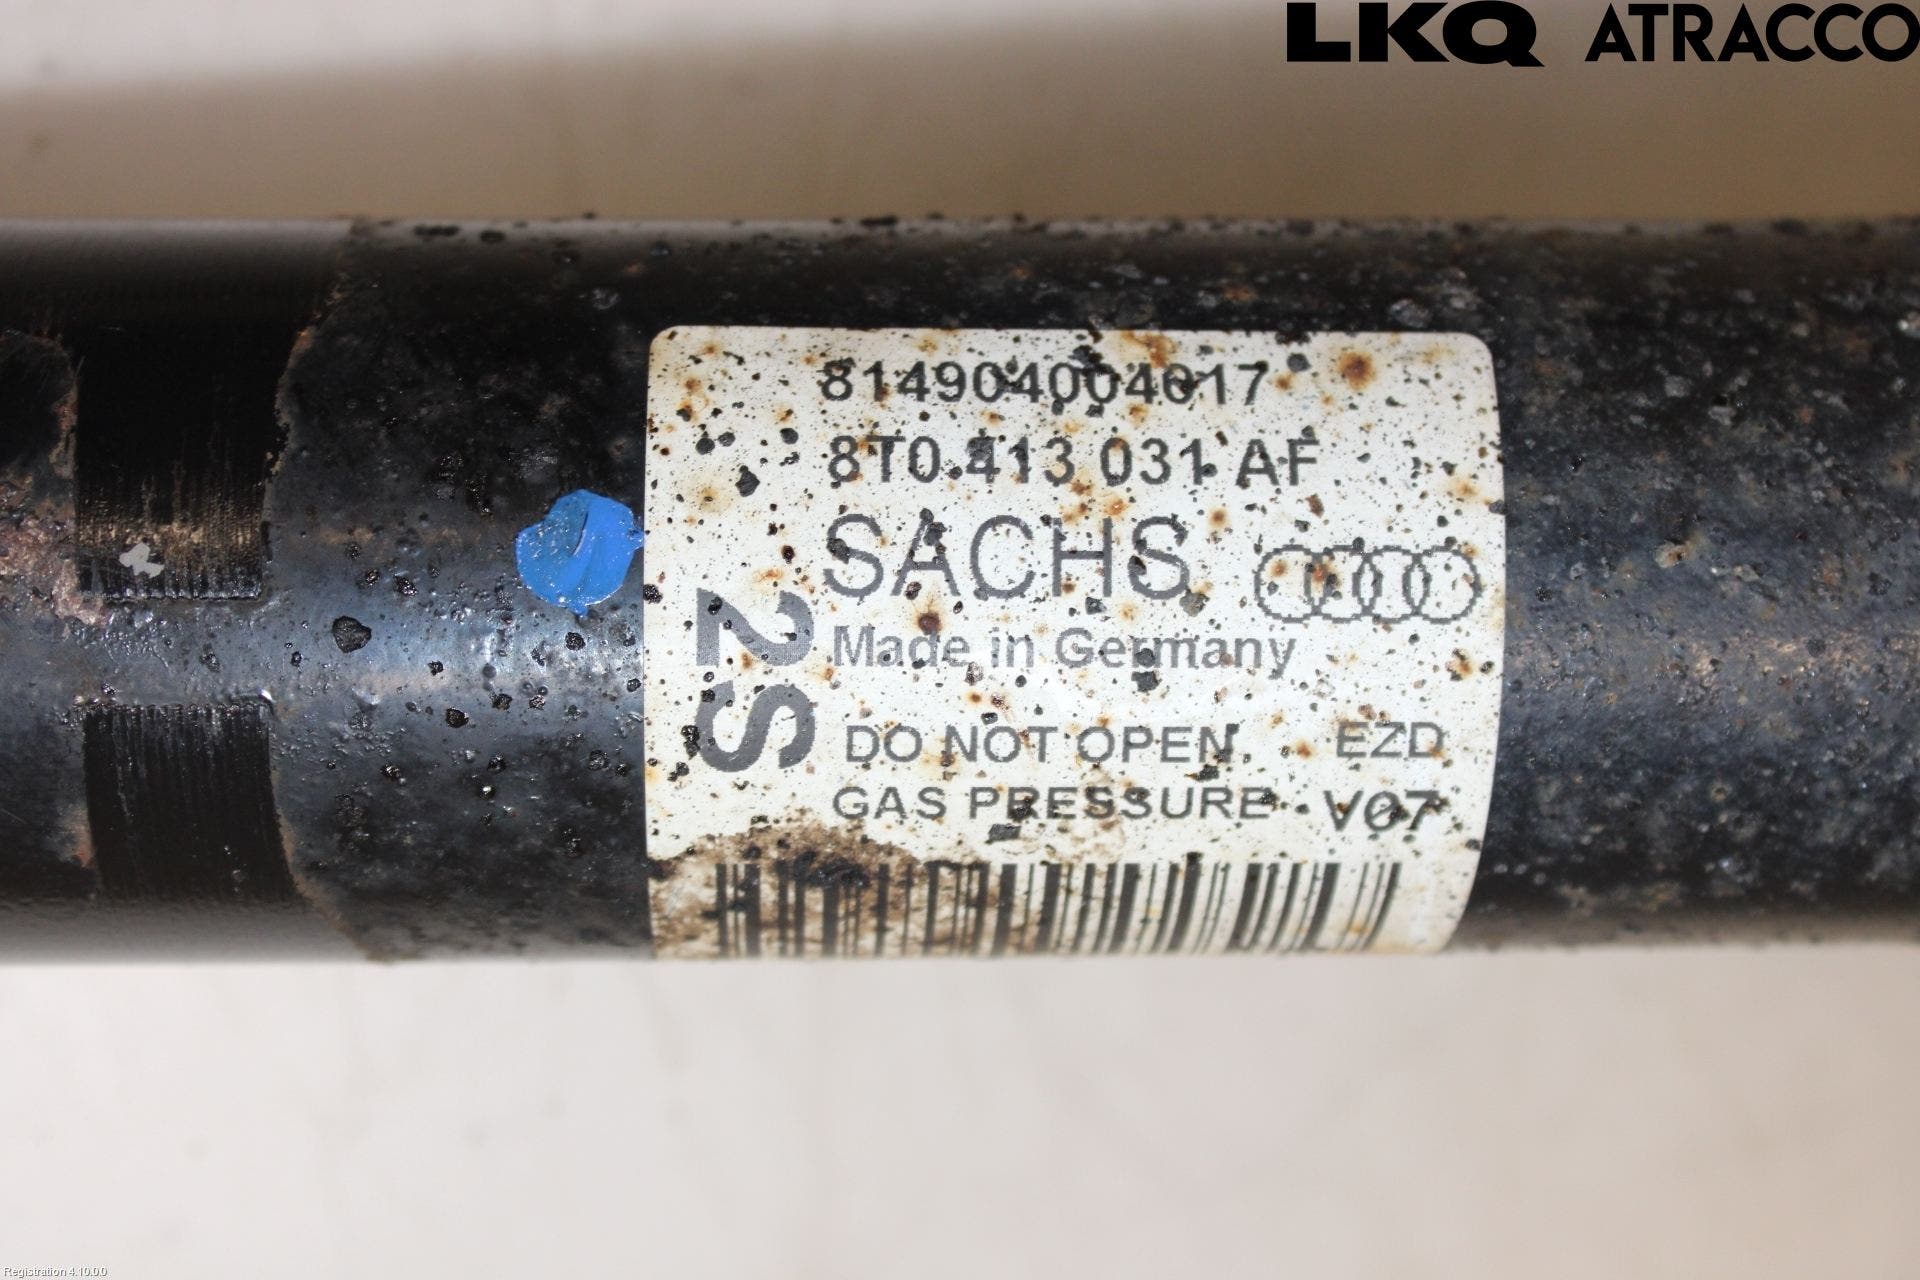 LKQ ATRACCO
814904004017
8T0 413 031 AF
SACHS
Made in Germany
2S
DO NOT OPEN EZD
GAS PRESSURE V07
Registration 4.10.0.0